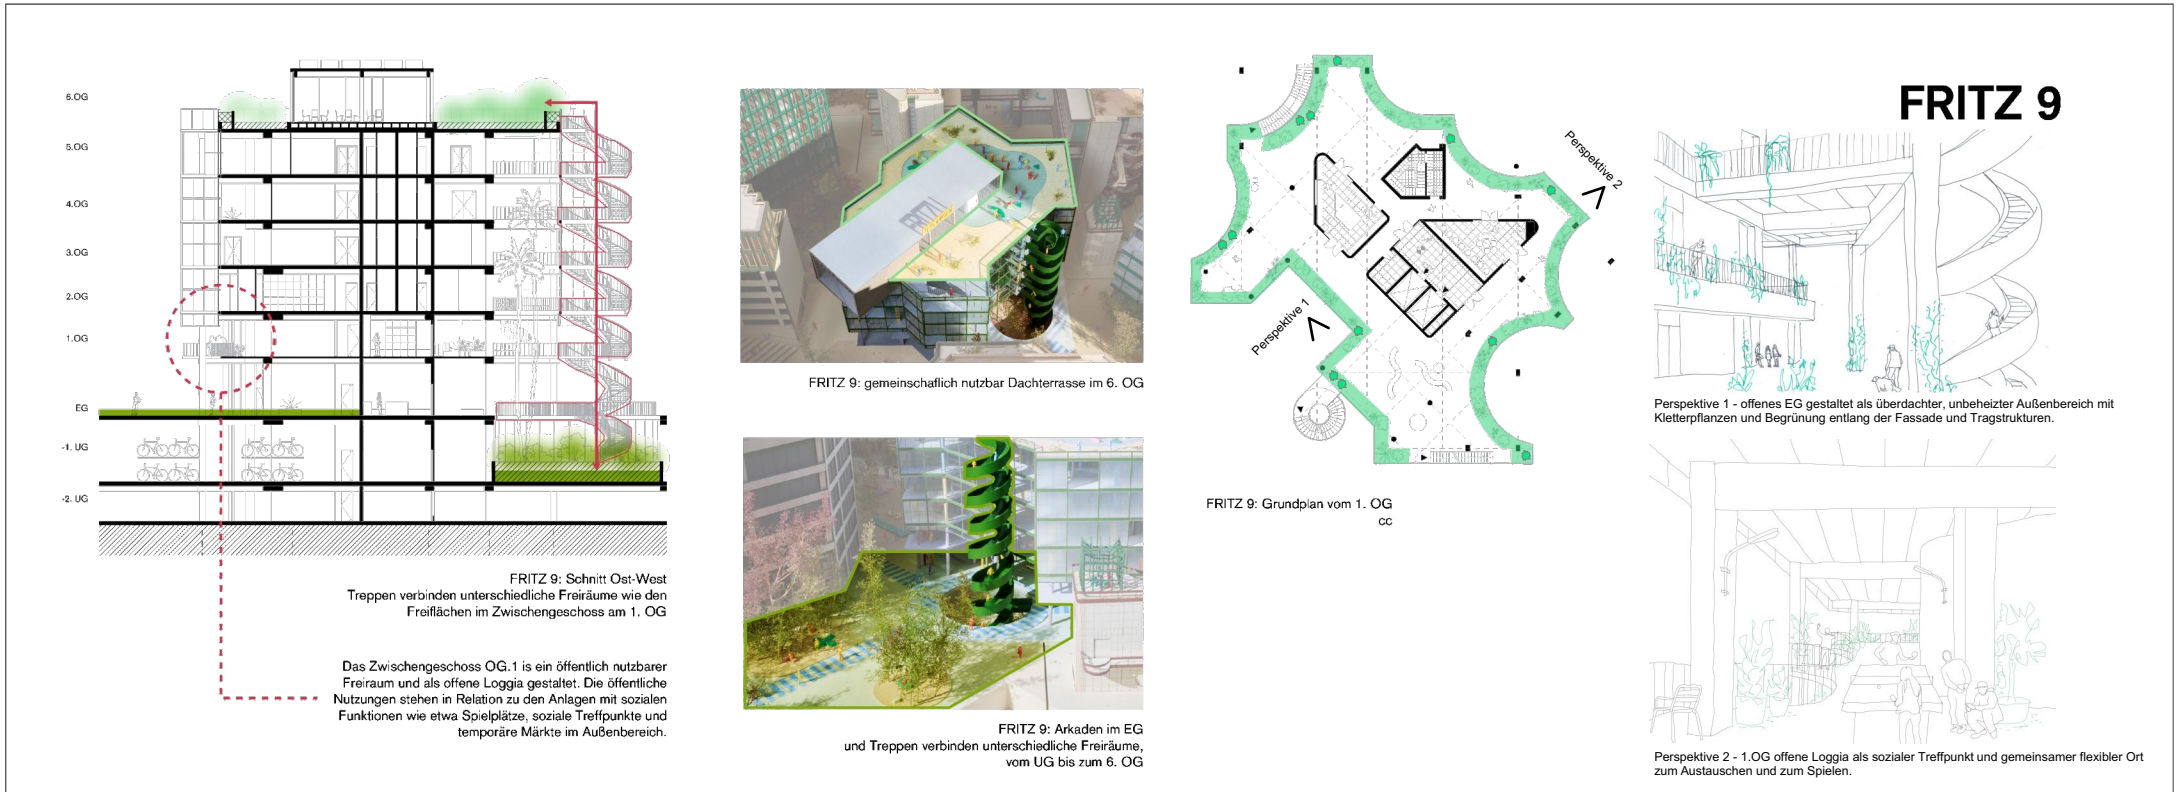 6.OG
5.OG
4.OG
3.OG
2.OG
1.OG
EG
-1. UG
-2. UG
FRITZ 9: Schnitt Ost-West
Treppen verbinden unterschiedliche Freiräume wie den
Freiflächen im Zwischengeschoss am 1. OG
Das Zwischengeschoss OG.1 is ein öffentlich nutzbarer
Freiraum und als offene Loggia gestaltet. Die öffentliche
Nutzungen stehen in Relation zu den Anlagen mit sozialen
Funktionen wie etwa Spielplätze, soziale Treffpunkte und
temporäre Märkte im Außenbereich.
FRITZ 9: gemeinschaflich nutzbar Dachterrasse im 6. OG
FRITZ 9: Arkaden im EG
und Treppen verbinden unterschiedliche Freiräume,
vom UG bis zum 6. OG
Perspektive 2
Perspektive 1
FRITZ 9: Grundplan vom 1. OG
cc
FRITZ 9
Perspektive 1 - offenes EG gestaltet als überdachter, unbeheizter Außenbereich mit
Kletterpflanzen und Begrünung entlang der Fassade und Tragstrukturen.
Perspektive 2 - 1.OG offene Loggia als sozialer Treffpunkt und gemeinsamer flexibler Ort
zum Austauschen und zum Spielen.